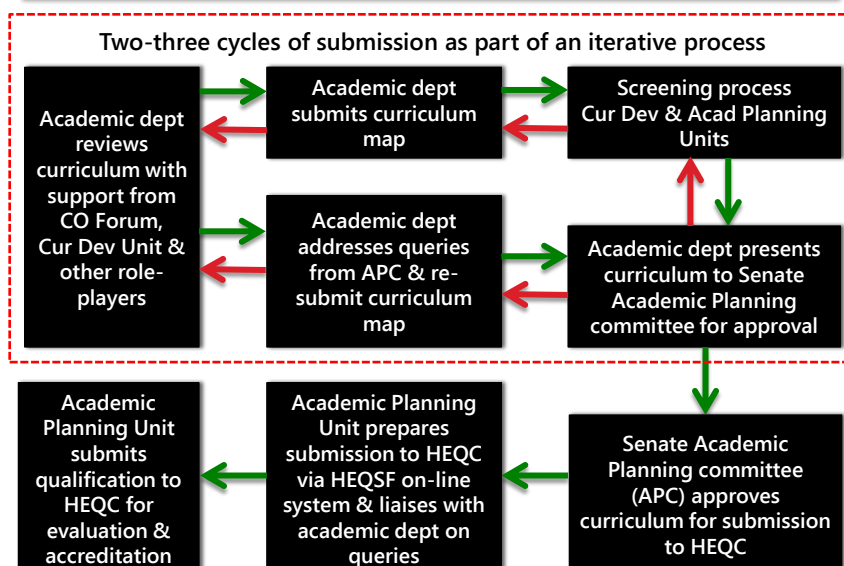 Two-three cycles of submission as part of an iterative process
Academic dept
reviews
curriculum with
support from
CO Forum,
Cur Dev Unit &
other role-
players
Academic dept
submits curriculum
map
Screening process
Cur Dev & Acad Planning
Units
Academic dept
addresses queries
from APC & re-
submit curriculum
map
Academic dept presents
curriculum to Senate
Academic Planning
committee for approval
Academic
Planning Unit
submits
qualification to
HEQC for
evaluation &
accreditation
Academic Planning
Unit prepares
submission to HEQC
via HEQSF on-line
system & liaises with
academic dept on
queries
Senate Academic
Planning committee
(APC) approves
curriculum for submission
to HEQC